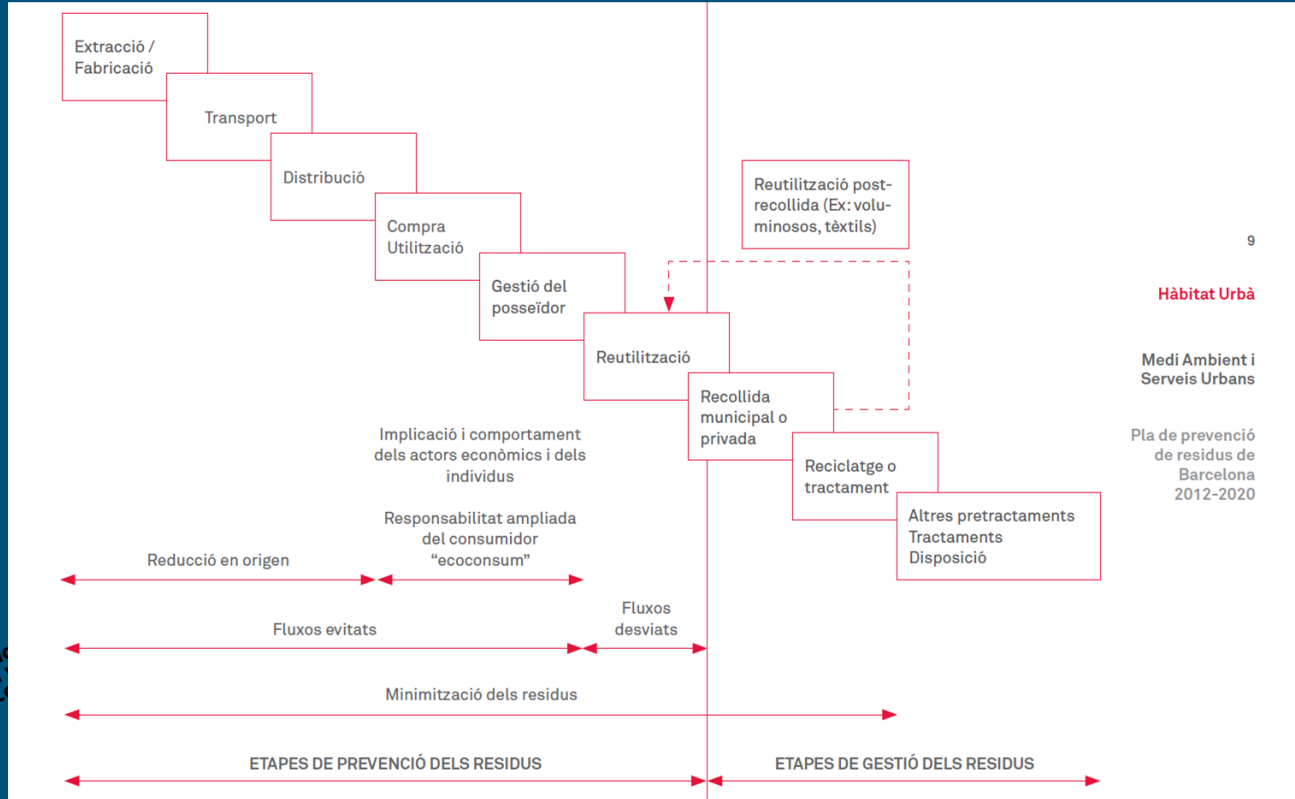 Extracció /
Fabricació
Transport
Distribució
Compra
Utilització
Gestió del
posseïdor
Reutilització
Recollida
municipal o
privada
Reciclatge o
tractament
Altres pretractaments
Tractaments
Disposició
Reutilització post-
recollida (Ex: volu-
minosos, tèxtils)
9
Hàbitat Urbà
Medi Ambient i
Serveis Urbans
Pla de prevenció
de residus de
Barcelona
2012-2020
Implicació i comportament
dels actors econòmics i dels
individus
Responsabilitat ampliada
del consumidor
“ecoconsum”
Reducció en origen
Fluxos evitats
Fluxos
desviats
Minimització dels residus
ETAPES DE PREVENCIÓ DELS RESIDUS
ETAPES DE GESTIÓ DELS RESIDUS